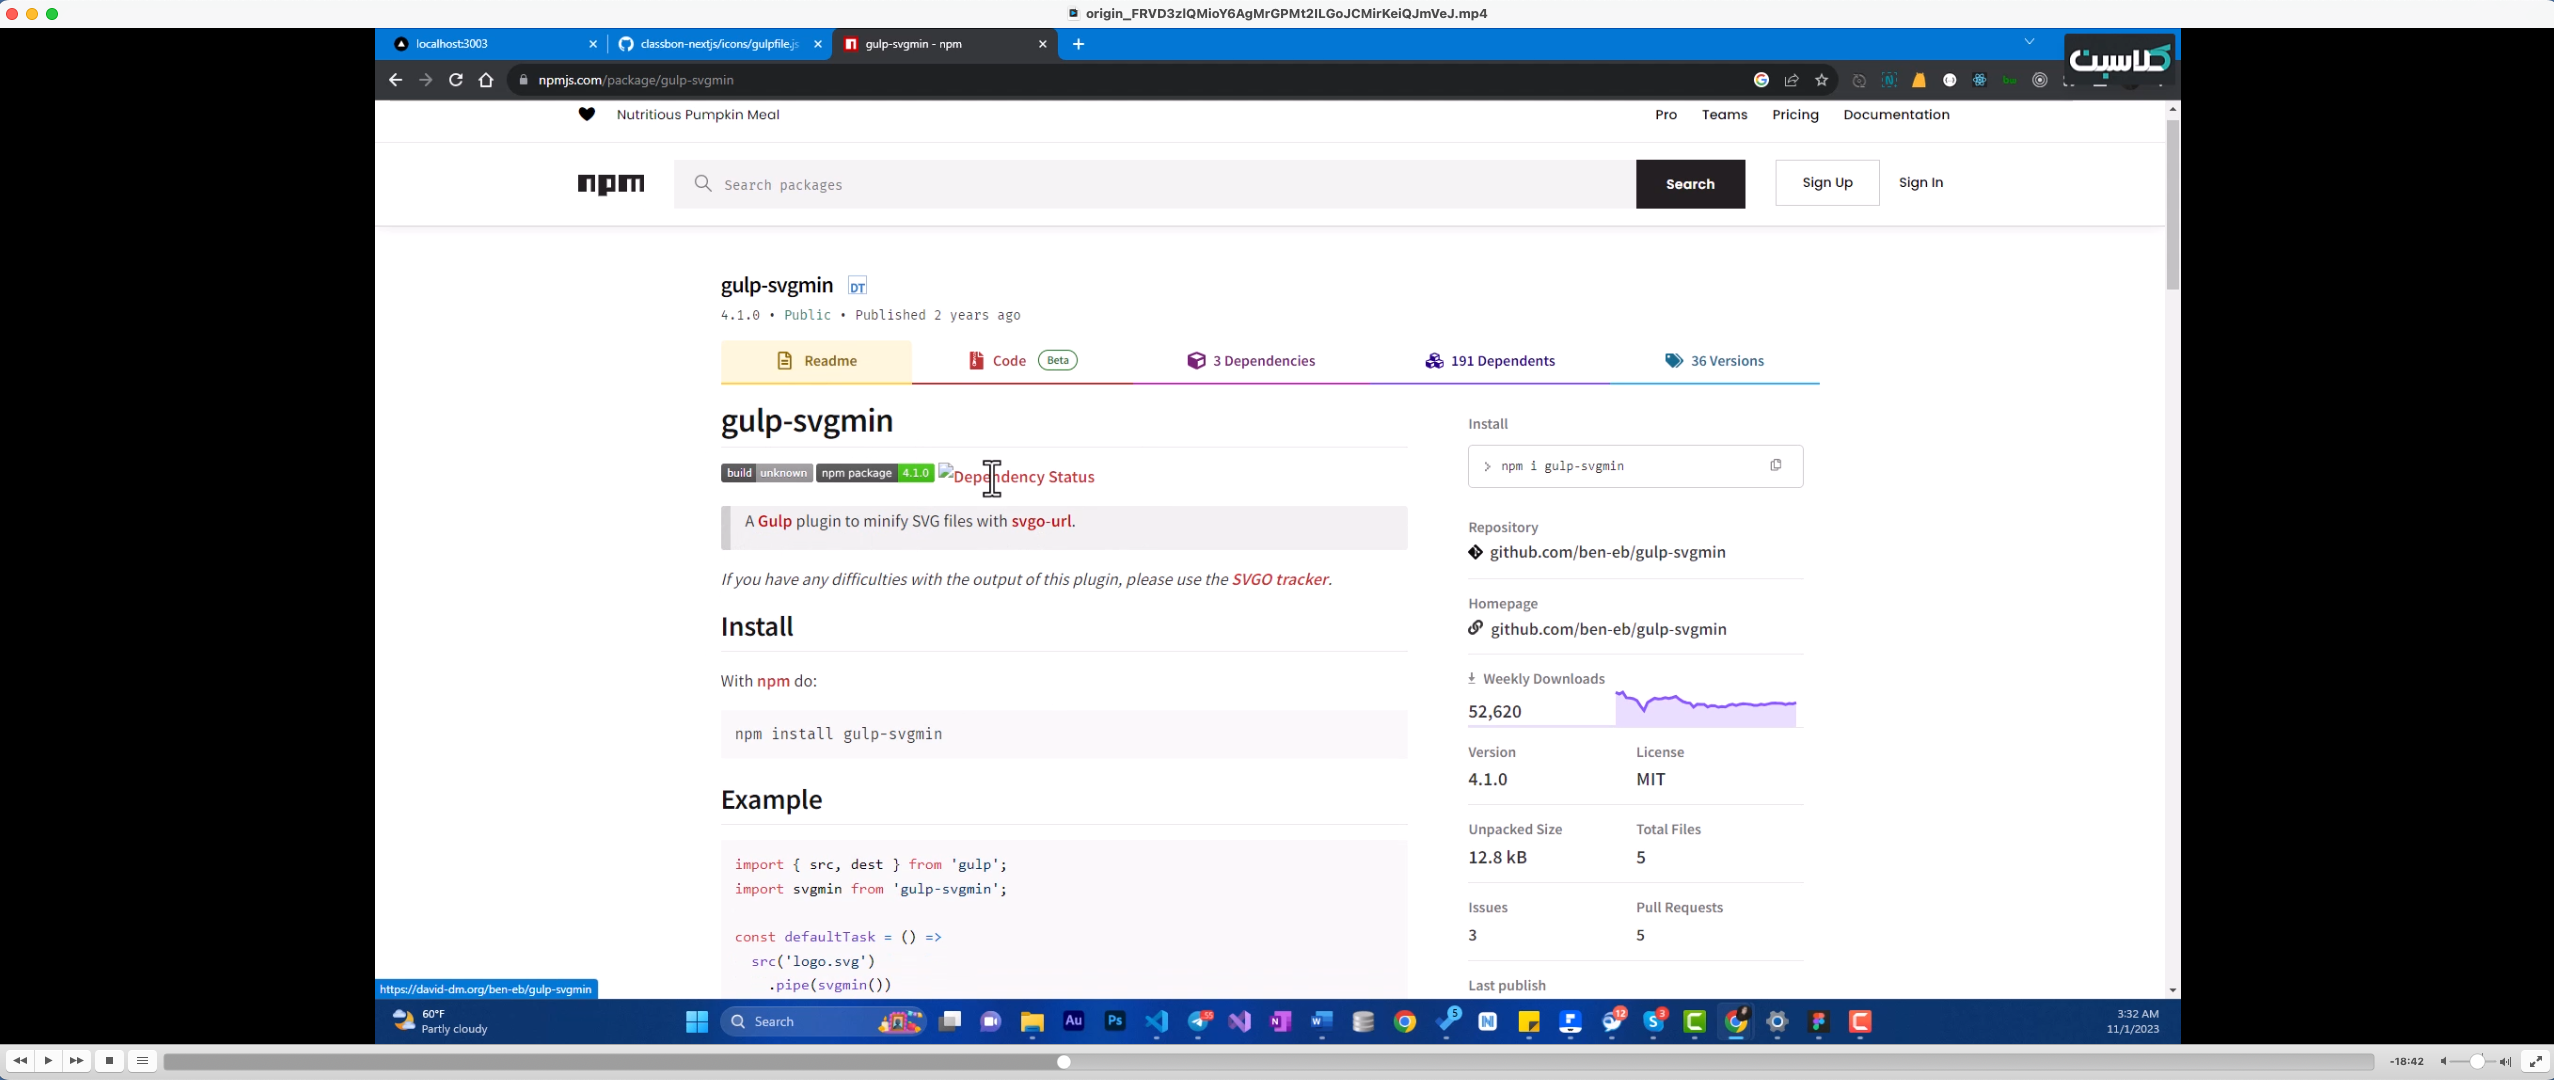 origin_FRVD3zIQMioY6AgMrGPMt2lLGoJCMirKeiQJmVeJ.mp4
localhost:3003
classbon-nextjs/icons/gulpfile.js
gulp-svgmin - npm
کلاسبن
npmjs.com/package/gulp-svgmin
Nutritious Pumpkin Meal
Pro Teams Pricing Documentation
npm
Search packages
Search
Sign Up
Sign In
gulp-svgmin DT
4.1.0 • Public • Published 2 years ago
Readme
Code Beta
3 Dependencies
191 Dependents
36 Versions
gulp-svgmin
build unknown npm package 4.1.0 Dependency Status
A Gulp plugin to minify SVG files with svgo-url.
If you have any difficulties with the output of this plugin, please use the SVGO tracker.
Install
With npm do:
npm install gulp-svgmin
Example
import { src, dest } from 'gulp';
import svgmin from 'gulp-svgmin';
const defaultTask = () =>
src('logo.svg')
.pipe(svgmin())
Install
> npm i gulp-svgmin
Repository
github.com/ben-eb/gulp-svgmin
Homepage
github.com/ben-eb/gulp-svgmin
Weekly Downloads
52,620
Version License
4.1.0 MIT
Unpacked Size Total Files
12.8 kB 5
Issues Pull Requests
3 5
Last publish
https://david-dm.org/ben-eb/gulp-svgmin
60°F
Partly cloudy
Search
Au
Ps
55
5
12
3
3:32 AM
11/1/2023
-18:42